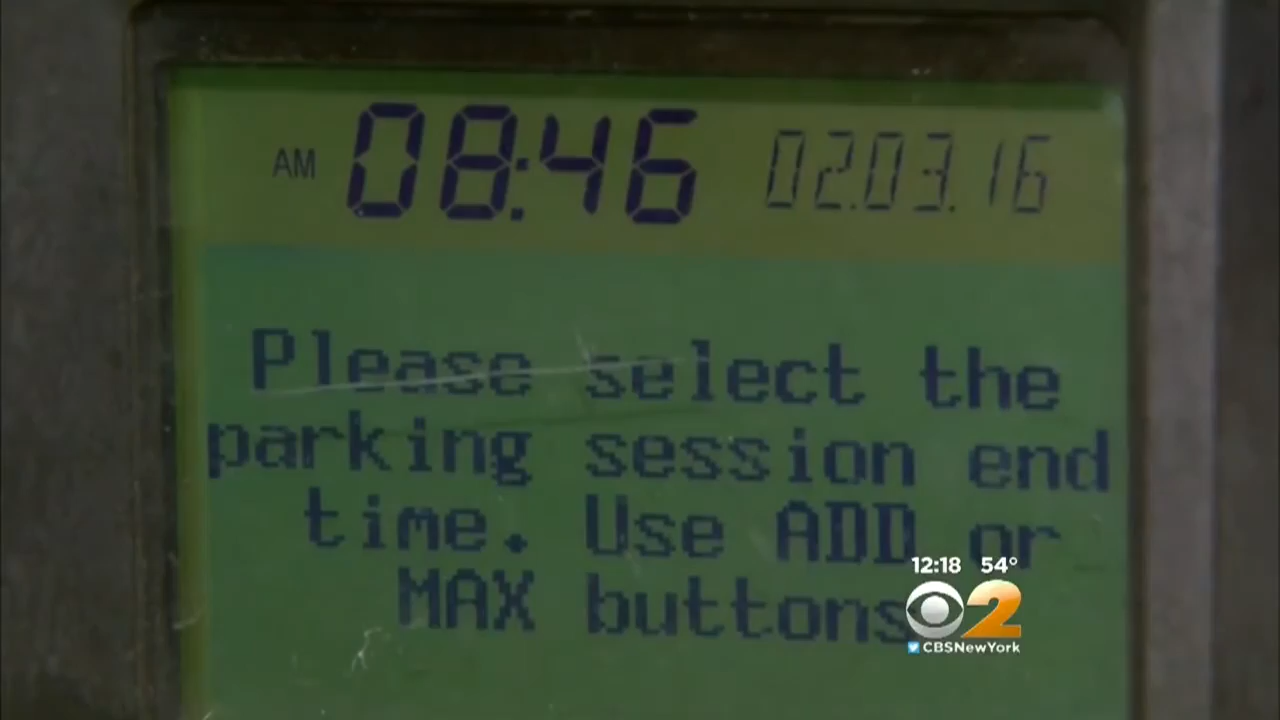 AM 08:46 02.03.16
Please select the
parking session end
time. Use ADD or
MAX buttons
12:18 54°
2
CBSNewYork